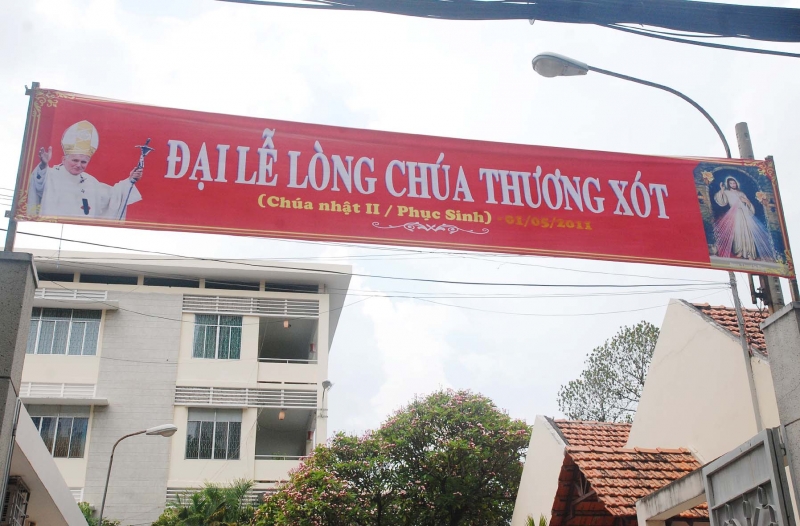 ĐẠI LỄ LÒNG CHÚA THƯƠNG XÓT
(Chúa nhật II / Phục Sinh) - 01/05/2011